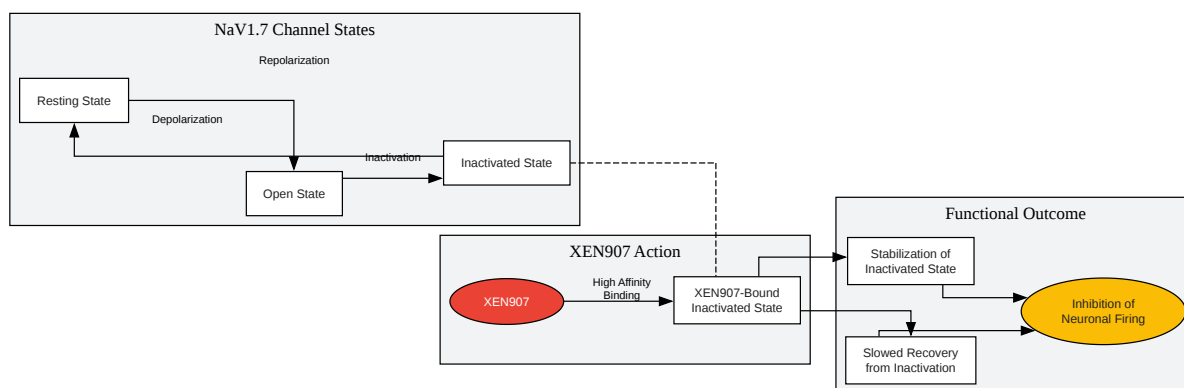 NaV1.7 Channel States
Repolarization
Resting State
Depolarization
Inactivation
Inactivated State
Open State
XEN907 Action
XEN907
High Affinity
Binding
XEN907-Bound
Inactivated State
Functional Outcome
Stabilization of
Inactivated State
Inhibition of
Neuronal Firing
Slowed Recovery
from Inactivation